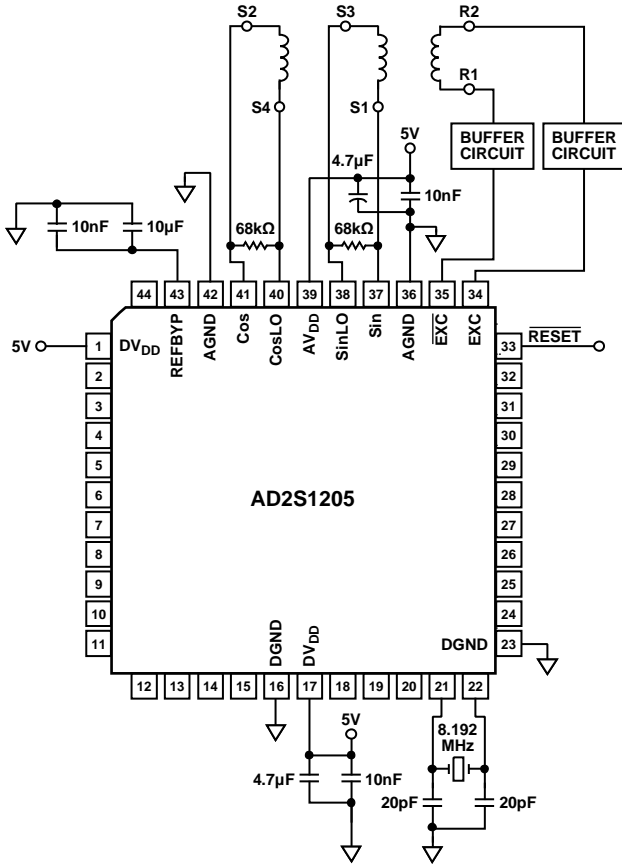 S2
S3
R2
S4
S1
R1
5V
BUFFER
CIRCUIT
BUFFER
CIRCUIT
4.7µF
10nF
10nF
10µF
68kΩ
68kΩ
44
43
42
41
40
39
38
37
36
35
34
REFBYP
AGND
Cos
CosLO
AVDD
SinLO
Sin
AGND
EXC
EXC
5V
1
DVDD
2
3
4
5
6
7
8
9
10
11
33
RESET
32
31
30
29
28
27
26
25
24
23
DGND
AD2S1205
DGND
DVDD
12
13
14
15
16
17
18
19
20
21
22
5V
4.7µF
10nF
8.192
MHz
20pF
20pF